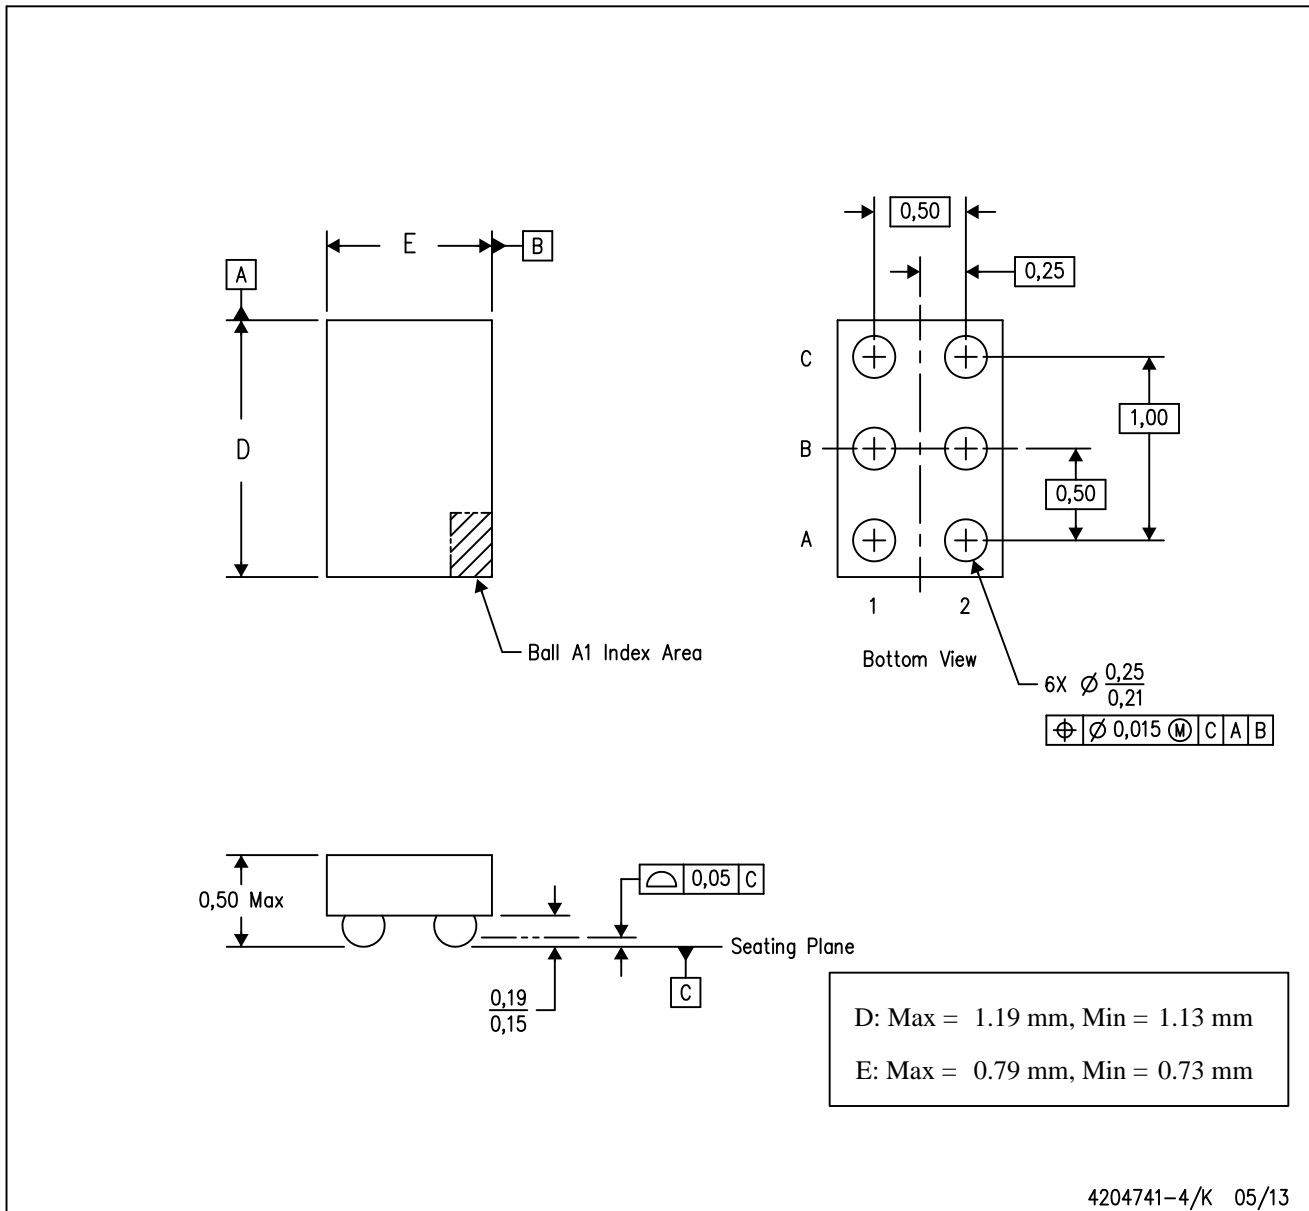 0,50
0,25
E
B
A
D
C
B
A
1,00
0,50
1
2
Ball A1 Index Area
Bottom View
6X Ø 0,25
0,21
⌖ Ø 0,015 Ⓜ C A B
0,50 Max
⌓ 0,05 C
Seating Plane
C
0,19
0,15
D: Max = 1.19 mm, Min = 1.13 mm
E: Max = 0.79 mm, Min = 0.73 mm
4204741-4/K 05/13